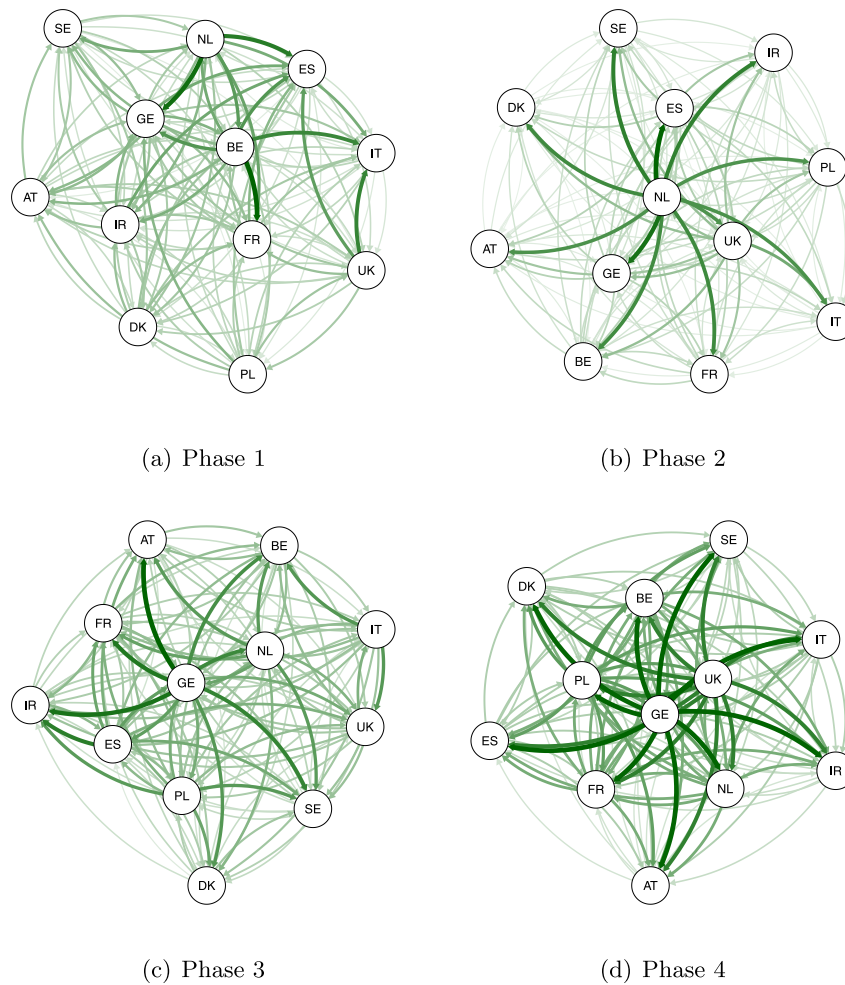 SE
NL
ES
GE
BE
IT
AT
IR
FR
UK
DK
PL
(a) Phase 1
SE
IR
DK
ES
PL
NL
AT
UK
GE
IT
BE
FR
(b) Phase 2
AT
BE
FR
IT
NL
GE
IR
UK
ES
PL
SE
DK
(c) Phase 3
SE
DK
BE
IT
PL
UK
GE
ES
IR
FR
NL
AT
(d) Phase 4